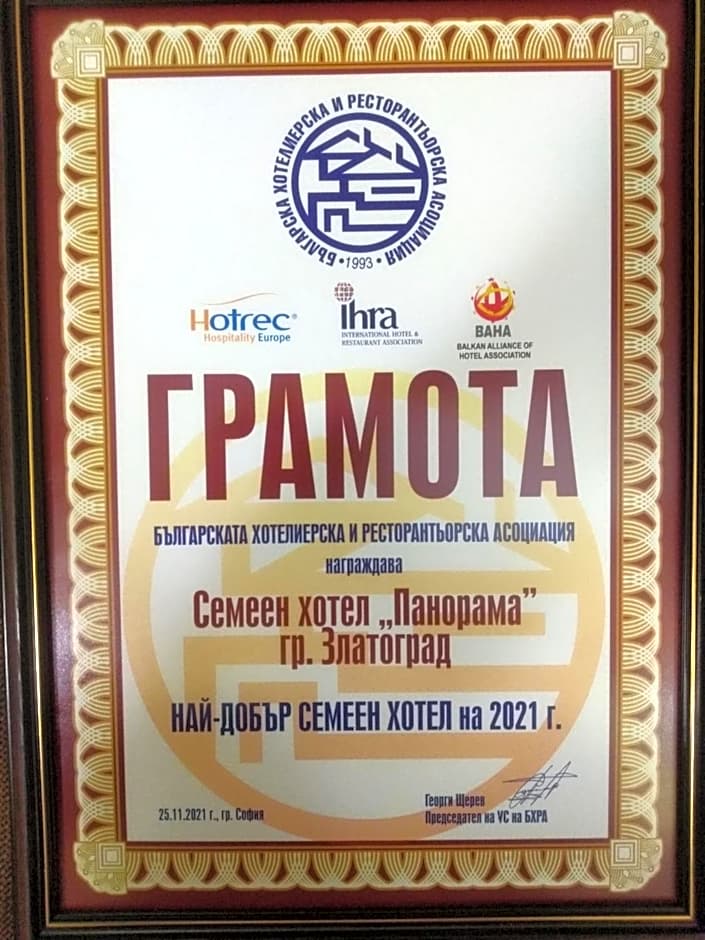 БЪЛГАРСКА ХОТЕЛИЕРСКА И РЕСТОРАНТЬОРСКА АСОЦИАЦИЯ
• 1993 •
Hotrec®
Hospitality Europe
Ihra
INTERNATIONAL HOTEL &
RESTAURANT ASSOCIATION
BAHA
BALKAN ALLIANCE OF
HOTEL ASSOCIATION
ГРАМОТА
БЪЛГАРСКАТА ХОТЕЛИЕРСКА И РЕСТОРАНТЬОРСКА АСОЦИАЦИЯ
награждава
Семеен хотел „Панорама”
гр. Златоград
НАЙ-ДОБЪР СЕМЕЕН ХОТЕЛ на 2021 г.
25.11.2021 г., гр. София
Георги Щерев
Председател на УС на БХРА